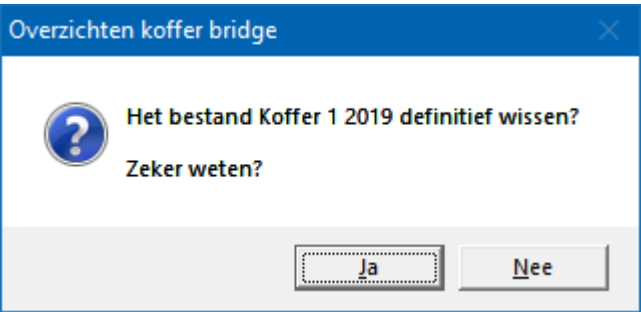 Overzichten koffer bridge
Het bestand Koffer 1 2019 definitief wissen?
Zeker weten?
Ja
Nee